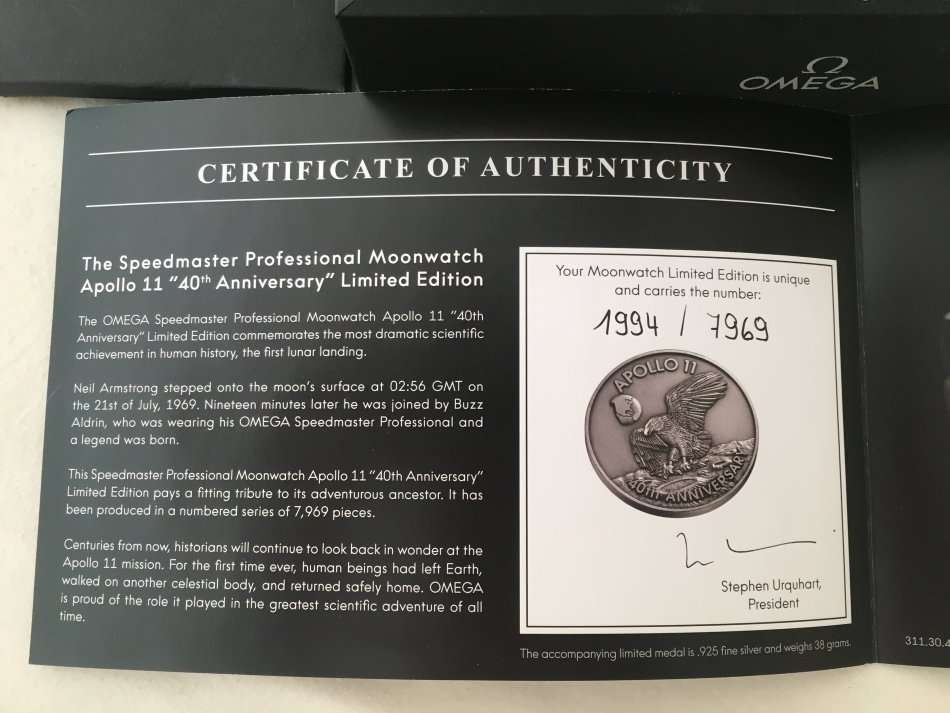 Ω
OMEGA
CERTIFICATE OF AUTHENTICITY
The Speedmaster Professional Moonwatch
Apollo 11 "40th Anniversary" Limited Edition
The OMEGA Speedmaster Professional Moonwatch Apollo 11 "40th
Anniversary" Limited Edition commemorates the most dramatic scientific
achievement in human history, the first lunar landing.
Neil Armstrong stepped onto the moon's surface at 02:56 GMT on
the 21st of July, 1969. Nineteen minutes later he was joined by Buzz
Aldrin, who was wearing his OMEGA Speedmaster Professional and
a legend was born.
This Speedmaster Professional Moonwatch Apollo 11 "40th Anniversary"
Limited Edition pays a fitting tribute to its adventurous ancestor. It has
been produced in a numbered series of 7,969 pieces.
Centuries from now, historians will continue to look back in wonder at the
Apollo 11 mission. For the first time ever, human beings had left Earth,
walked on another celestial body, and returned safely home. OMEGA
is proud of the role it played in the greatest scientific adventure of all
time.
Your Moonwatch Limited Edition is unique
and carries the number:
1994 / 7969
APOLLO 11
40TH ANNIVERSARY
Stephen Urquhart,
President
The accompanying limited medal is .925 fine silver and weighs 38 grams.
311.30.4